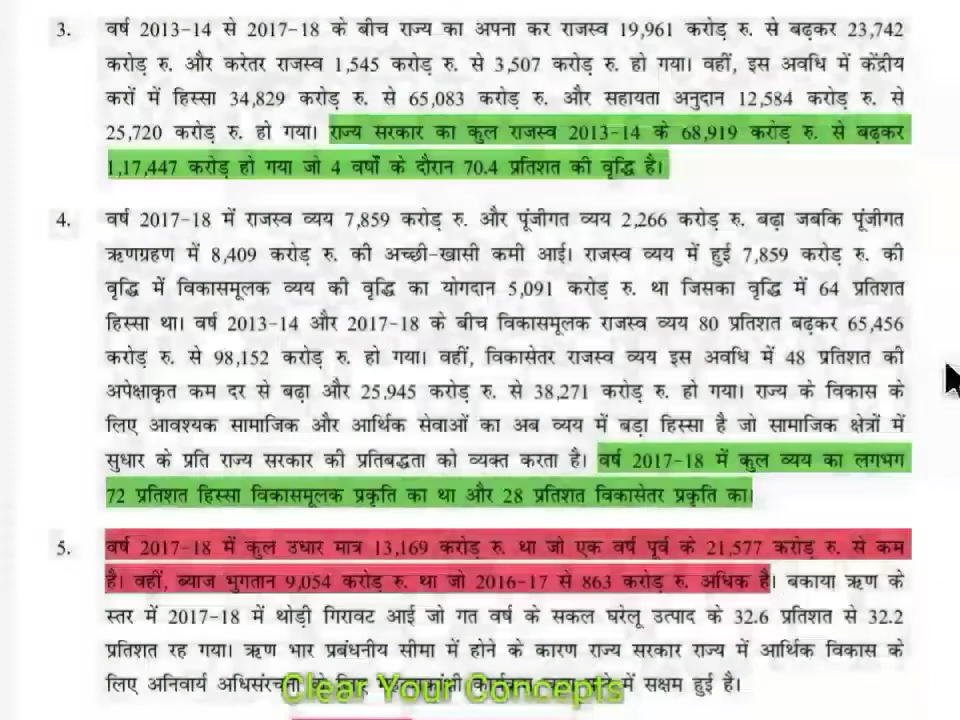 3. वर्ष 2013-14 से 2017-18 के बीच राज्य का अपना कर राजस्व 19,961 करोड़ रु. से बढ़कर 23,742
करोड़ रु. और करेतर राजस्व 1,545 करोड़ रु. से 3,507 करोड़ रु. हो गया। वहीं, इस अवधि में केंद्रीय
करों में हिस्सा 34,829 करोड़ रु. से 65,083 करोड़ रु. और सहायता अनुदान 12,584 करोड़ रु. से
25,720 करोड़ रु. हो गया। राज्य सरकार का कुल राजस्व 2013-14 के 68,919 करोड़ रु. से बढ़कर
1,17,447 करोड़ हो गया जो 4 वर्षों के दौरान 70.4 प्रतिशत की वृद्धि है।
4. वर्ष 2017-18 में राजस्व व्यय 7,859 करोड़ रु. और पूंजीगत व्यय 2,266 करोड़ रु. बढ़ा जबकि पूंजीगत
ऋणग्रहण में 8,409 करोड़ रु. की अच्छी-खासी कमी आई। राजस्व व्यय में हुई 7,859 करोड़ रु. की
वृद्धि में विकासमूलक व्यय की वृद्धि का योगदान 5,091 करोड़ रु. था जिसका वृद्धि में 64 प्रतिशत
हिस्सा था। वर्ष 2013-14 और 2017-18 के बीच विकासमूलक राजस्व व्यय 80 प्रतिशत बढ़कर 65,456
करोड़ रु. से 98,152 करोड़ रु. हो गया। वहीं, विकासेतर राजस्व व्यय इस अवधि में 48 प्रतिशत की
अपेक्षाकृत कम दर से बढ़ा और 25,945 करोड़ रु. से 38,271 करोड़ रु. हो गया। राज्य के विकास के
लिए आवश्यक सामाजिक और आर्थिक सेवाओं का अब व्यय में बड़ा हिस्सा है जो सामाजिक क्षेत्रों में
सुधार के प्रति राज्य सरकार की प्रतिबद्धता को व्यक्त करता है। वर्ष 2017-18 में कुल व्यय का लगभग
72 प्रतिशत हिस्सा विकासमूलक प्रकृति का था और 28 प्रतिशत विकासेतर प्रकृति का।
5. वर्ष 2017-18 में कुल उधार मात्र 13,169 करोड़ रु. था जो एक वर्ष पूर्व के 21,577 करोड़ रु. से कम
है। वहीं, ब्याज भुगतान 9,054 करोड़ रु. था जो 2016-17 से 863 करोड़ रु. अधिक है। बकाया ऋण के
स्तर में 2017-18 में थोड़ी गिरावट आई जो गत वर्ष के सकल घरेलू उत्पाद के 32.6 प्रतिशत से 32.2
प्रतिशत रह गया। ऋण भार प्रबंधनीय सीमा में होने के कारण राज्य सरकार राज्य में आर्थिक विकास के
लिए अनिवार्य में सक्षम हुई है।
Clear Your Concepts